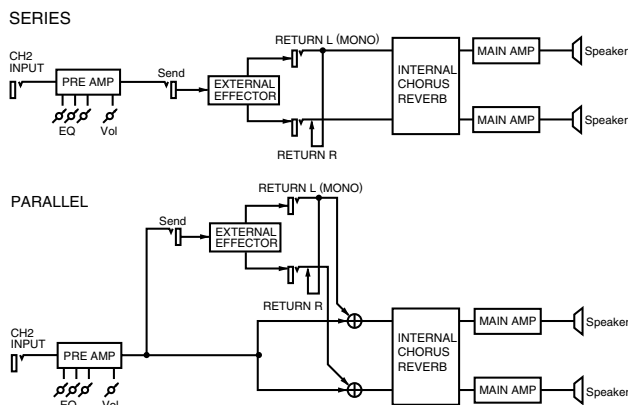 SERIES
RETURN L (MONO)
CH2
INPUT
PRE AMP
Send
EXTERNAL
EFFECTOR
INTERNAL
CHORUS
REVERB
MAIN AMP
Speaker
MAIN AMP
Speaker
EQ
Vol
RETURN R
PARALLEL
RETURN L (MONO)
Send
EXTERNAL
EFFECTOR
RETURN R
CH2
INPUT
PRE AMP
INTERNAL
CHORUS
REVERB
MAIN AMP
Speaker
MAIN AMP
Speaker
EQ
Vol